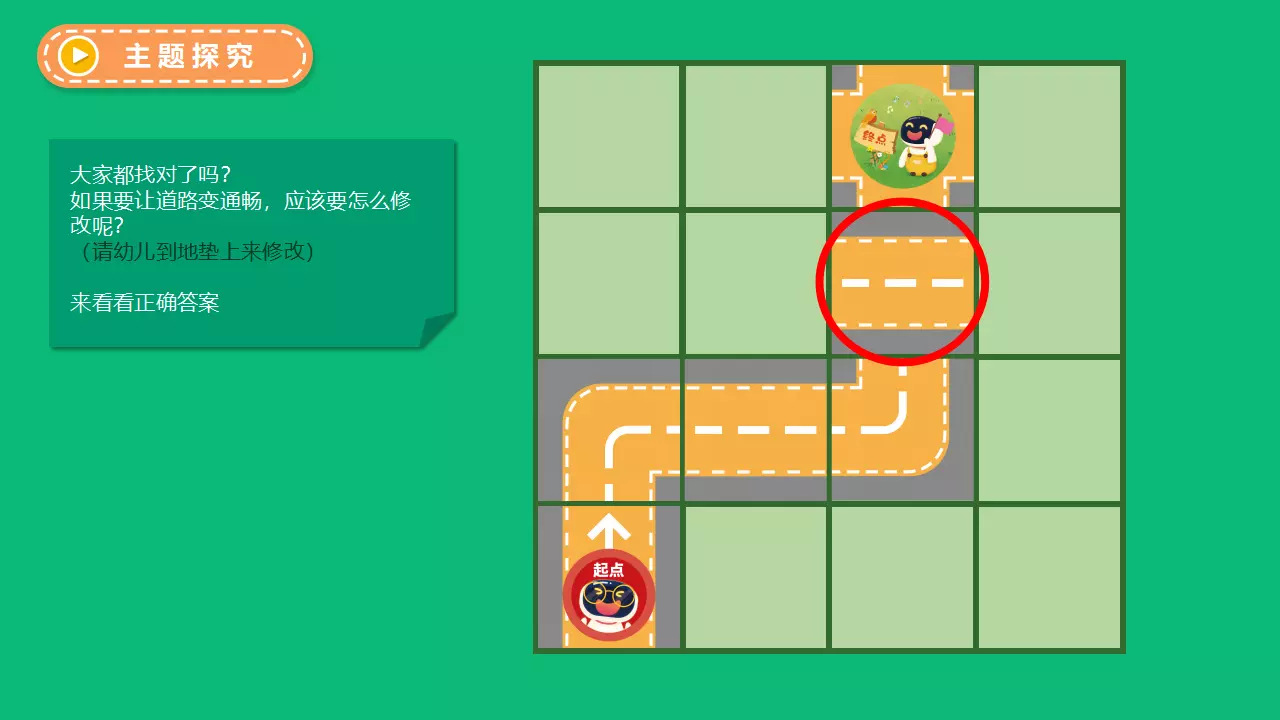 主题探究
大家都找对了吗?
如果要让道路变通畅，应该要怎么修
改呢?
（请幼儿到地垫上来修改）
来看看正确答案
终点
起点